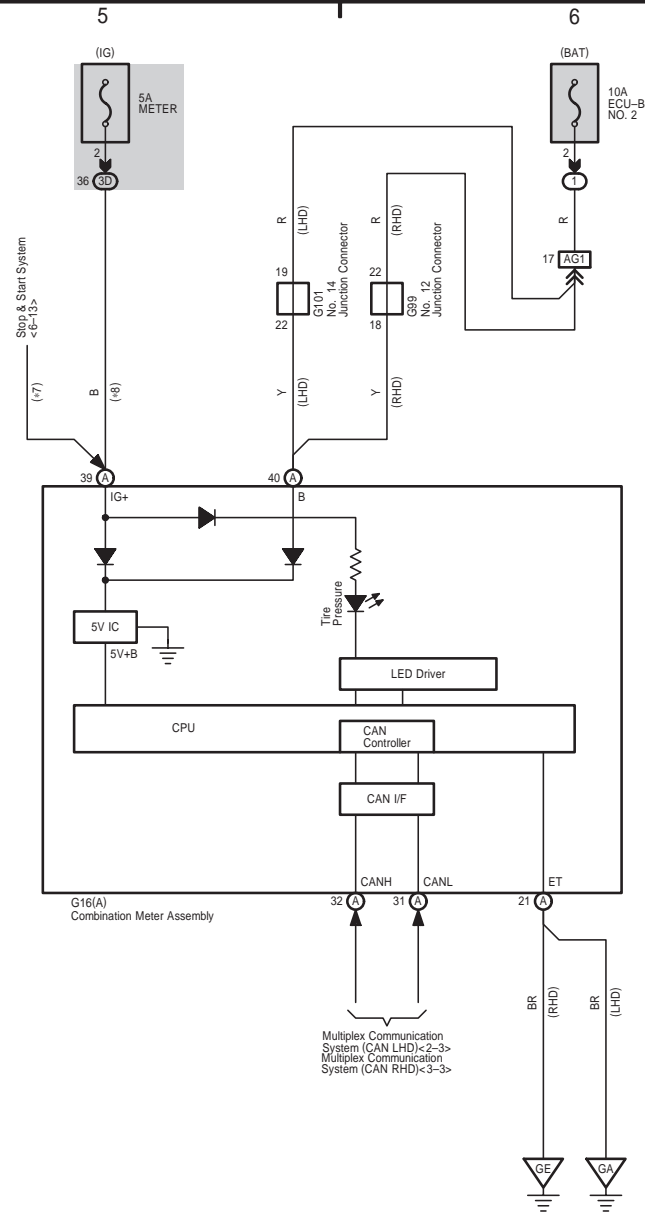 5
6
(IG)
5A
METER
2
36
3D
(BAT)
10A
ECU–B
NO. 2
2
1
R
17
AG1
R
(LHD)
R
(RHD)
19
G101
No. 14
Junction Connector
22
22
G99
No. 12
Junction Connector
18
Stop & Start System
<6–13>
(*7)
B
(*8)
Y
(LHD)
Y
(RHD)
39
A
40
A
IG+
B
Tire
Pressure
5V IC
5V+B
LED Driver
CPU
CAN
Controller
CAN I/F
CANH
CANL
ET
G16(A)
Combination Meter Assembly
32
A
31
A
21
A
BR
(RHD)
BR
(LHD)
Multiplex Communication
System (CAN LHD)<2–3>
Multiplex Communication
System (CAN RHD)<3–3>
GE
GA